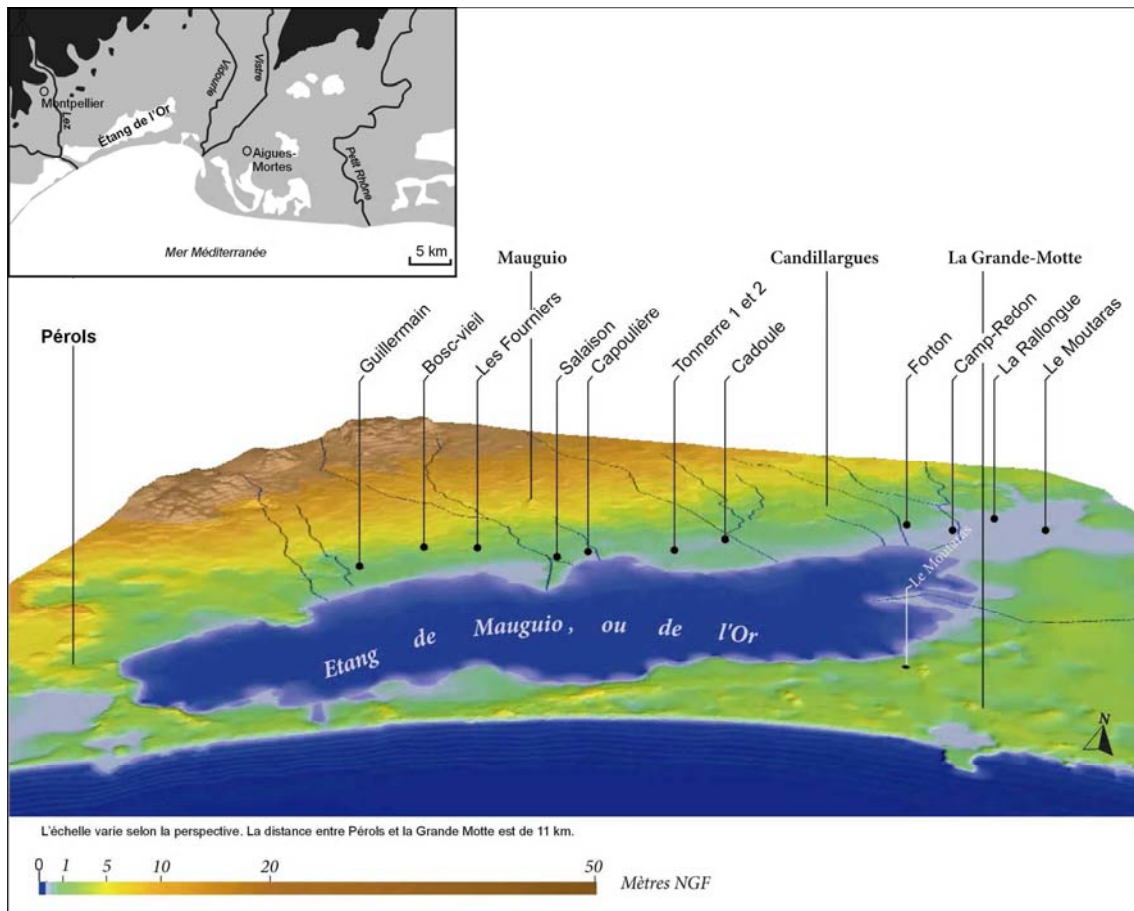 Montpellier
Lez
Étang de l'Or
Vidourle
Vistre
Aigues-
Mortes
Petit Rhône
Mer Méditerranée
5 km
Pérols
Mauguio
Candillargues
La Grande-Motte
Guillermain
Bosc-vieil
Les Fourniers
Salaison
Capoulière
Tonnerre 1 et 2
Cadoule
Forton
Camp-Redon
La Rallongue
Le Moutaras
Le Moutaras
Etang de Mauguio, ou de l'Or
N
L'échelle varie selon la perspective. La distance entre Pérols et la Grande Motte est de 11 km.
0 1 5 10 20 50
Mètres NGF